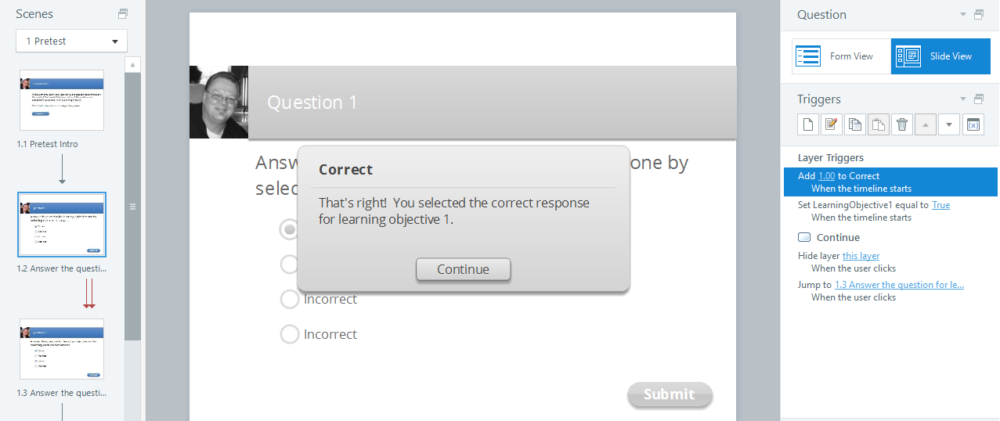 Scenes
1 Pretest
1.1 Pretest Intro
1.2 Answer the questi...
1.3 Answer the questi...
Question 1
Answ
one by
selec
Correct
That's right!  You selected the correct response
for learning objective 1.
Continue
Incorrect
Incorrect
Submit
Question
Form View
Slide View
Triggers
Layer Triggers
Add 1.00 to Correct
When the timeline starts
Set LearningObjective1 equal to True
When the timeline starts
Continue
Hide layer this layer
When the user clicks
Jump to 1.3 Answer the question for le...
When the user clicks